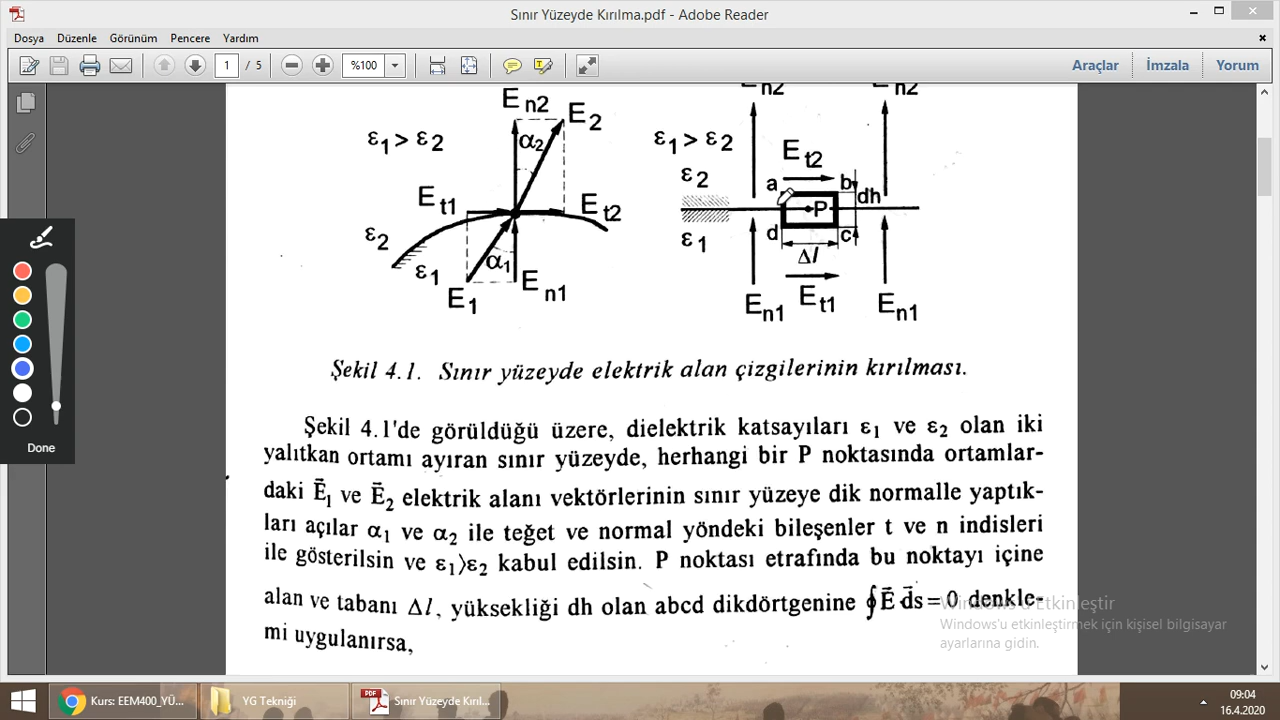 Sınır Yüzeyde Kırılma.pdf - Adobe Reader
Dosya Düzenle Görünüm Pencere Yardım
1 / 5 %100 Araçlar İmzala Yorum
En2 En2
En2 E2
ε1 > ε2 α2 ε1 > ε2 Et2
ε2 a b dh
Et1 Et2 P
ε2 ε1 d c
ε1 α1 Δl
E1 En1 En1 Et1 En1
Şekil 4.1. Sınır yüzeyde elektrik alan çizgilerinin kırılması.
Şekil 4.1'de görüldüğü üzere, dielektrik katsayıları ε1 ve ε2 olan iki
yalıtkan ortamı ayıran sınır yüzeyde, herhangi bir P noktasında ortamlar-
daki E⃗1 ve E⃗2 elektrik alanı vektörlerinin sınır yüzeye dik normalle yaptık-
ları açılar α1 ve α2 ile teğet ve normal yöndeki bileşenler t ve n indisleri
ile gösterilsin ve ε1⟩ε2 kabul edilsin. P noktası etrafında bu noktayı içine
alan ve tabanı Δl, yüksekliği dh olan abcd dikdörtgenine ∮E⃗ d⃗s = 0 denkle-
mi uygulanırsa,
Done
Windows'u Etkinleştir
Windows'u etkinleştirmek için kişisel bilgisayar
ayarlarına gidin.
Kurs: EEM400_YÜ... YG Tekniği Sınır Yüzeyde Kırıl...
09:04
16.4.2020